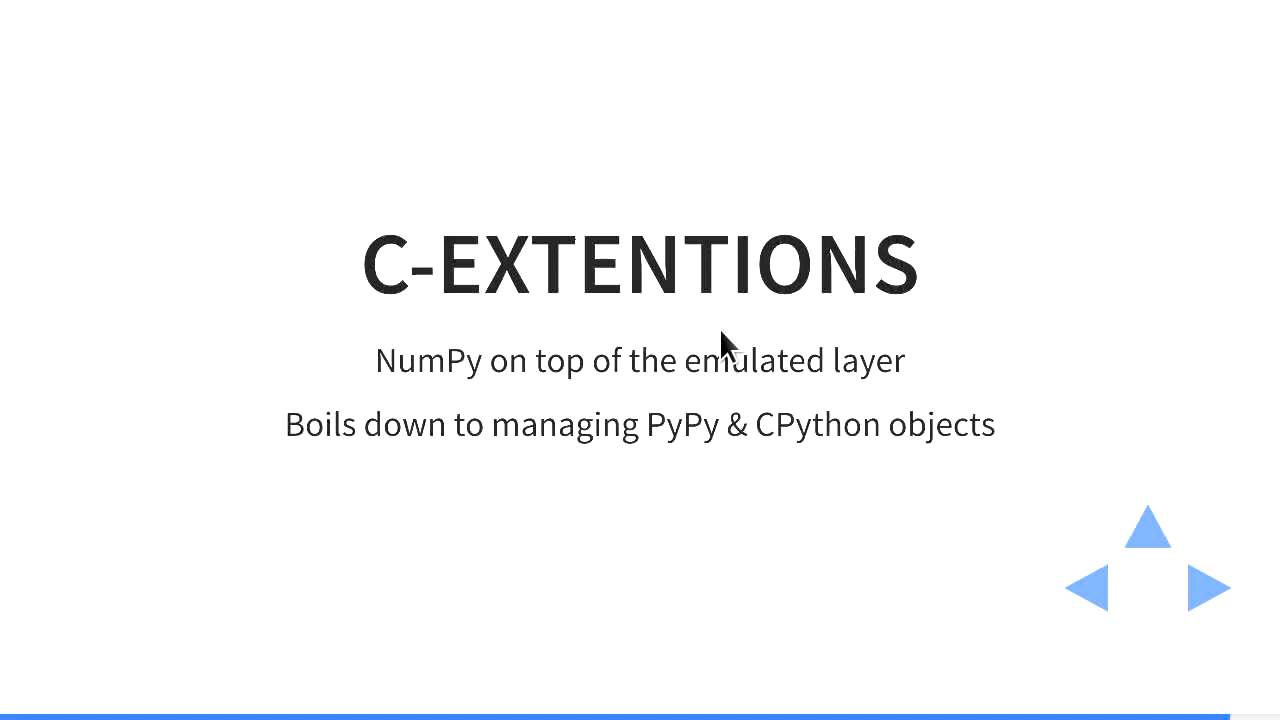 C-EXTENTIONS
NumPy on top of the emulated layer
Boils down to managing PyPy & CPython objects